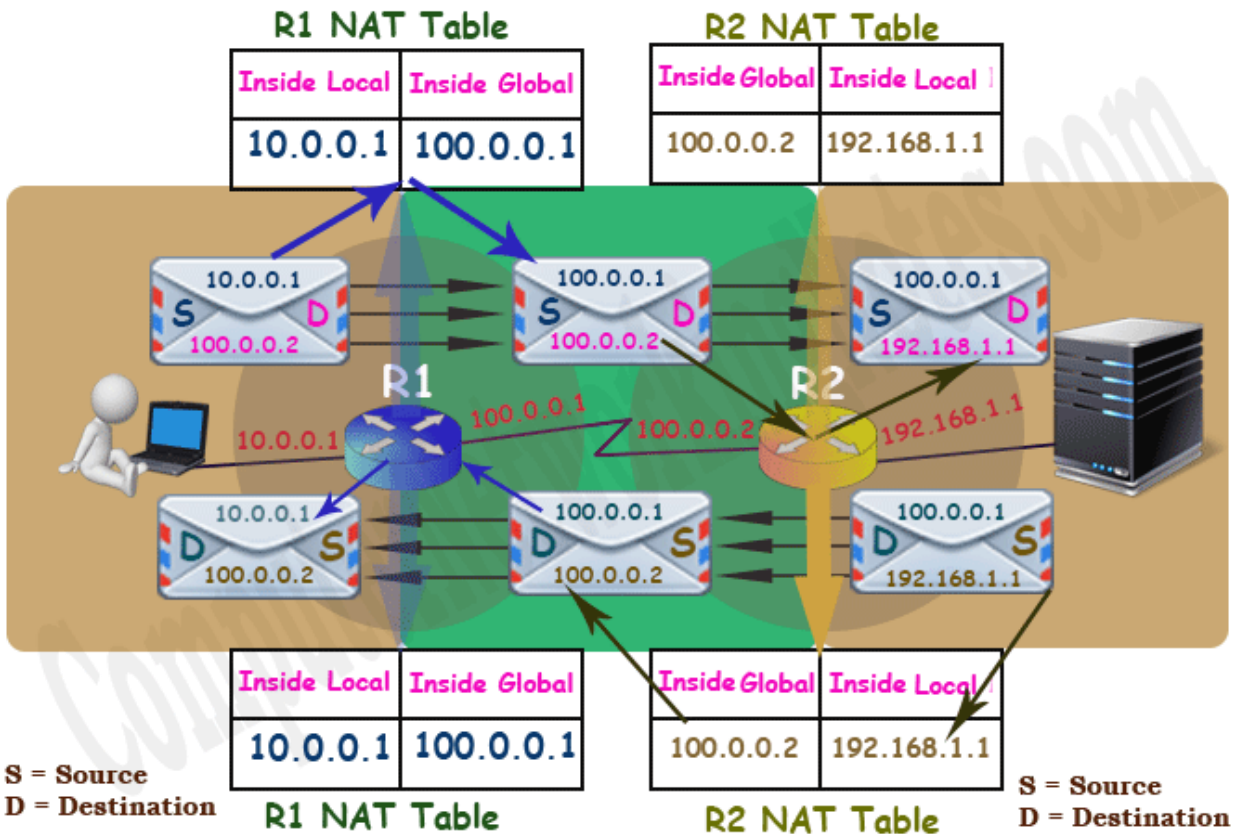 R1 NAT Table
R2 NAT Table
Inside Local Inside Global
Inside Global Inside Local
10.0.0.1 100.0.0.1
100.0.0.2 192.168.1.1
10.0.0.1
S D
100.0.0.2
100.0.0.1
S D
100.0.0.2
100.0.0.1
S D
192.168.1.1
R1
R2
10.0.0.1
100.0.0.1
100.0.0.2
192.168.1.1
10.0.0.1
D S
100.0.0.2
100.0.0.1
D S
100.0.0.2
100.0.0.1
D S
192.168.1.1
Inside Local Inside Global
Inside Global Inside Local
10.0.0.1 100.0.0.1
100.0.0.2 192.168.1.1
S = Source
D = Destination
R1 NAT Table
R2 NAT Table
S = Source
D = Destination